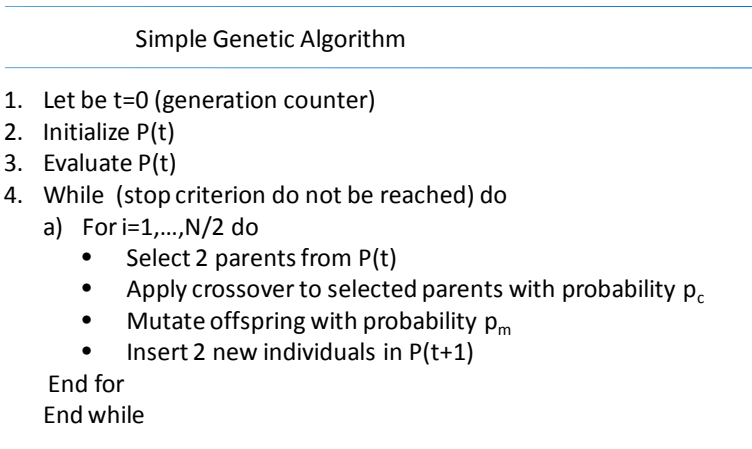 Simple Genetic Algorithm
1. Let be t=0 (generation counter)
2. Initialize P(t)
3. Evaluate P(t)
4. While (stop criterion do not be reached) do
a) For i=1,...,N/2 do
• Select 2 parents from P(t)
• Apply crossover to selected parents with probability pc
• Mutate offspring with probability pm
• Insert 2 new individuals in P(t+1)
End for
End while